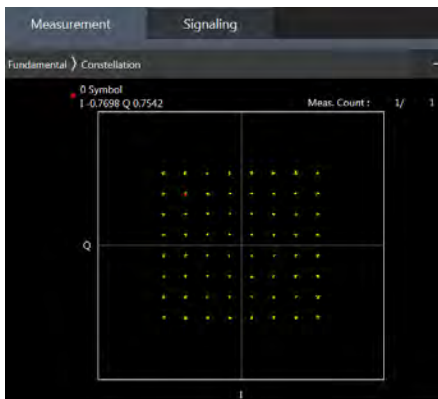 Measurement Signaling
Fundamental ❭ Constellation
0 Symbol
I -0.7698 Q 0.7542 Meas. Count : 1/ 1
Q
I